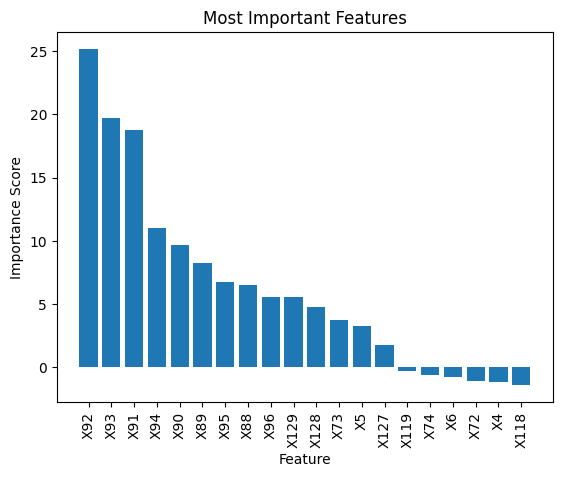 Most Important Features
Importance Score
25
20
15
10
5
0
X92 X93 X91 X94 X90 X89 X95 X88 X96 X129 X128 X73 X5 X127 X119 X74 X6 X72 X4 X118
Feature